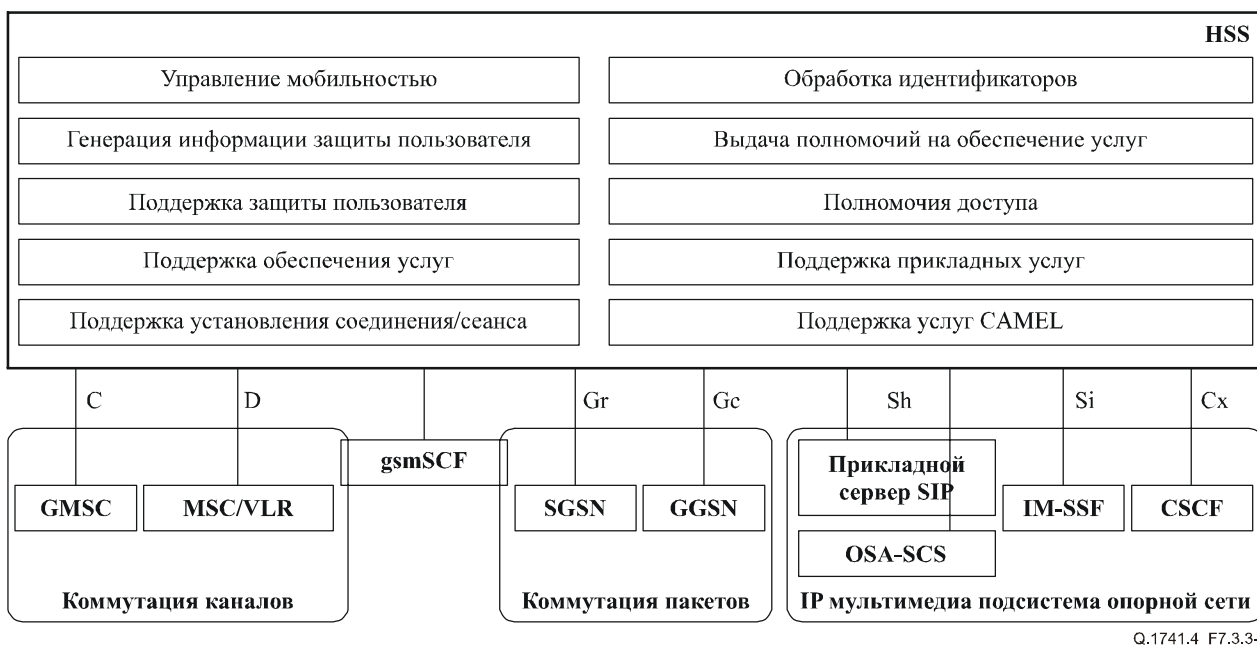 HSS
Управление мобильностью
Обработка идентификаторов
Генерация информации защиты пользователя
Выдача полномочий на обеспечение услуг
Поддержка защиты пользователя
Полномочия доступа
Поддержка обеспечения услуг
Поддержка прикладных услуг
Поддержка установления соединения/сеанса
Поддержка услуг CAMEL
C
D
Gr
Gc
Sh
Si
Cx
gsmSCF
Прикладной
сервер SIP
GMSC
MSC/VLR
SGSN
GGSN
IM-SSF
CSCF
OSA-SCS
Коммутация каналов
Коммутация пакетов
IP мультимедиа подсистема опорной сети
Q.1741.4 F7.3.3-